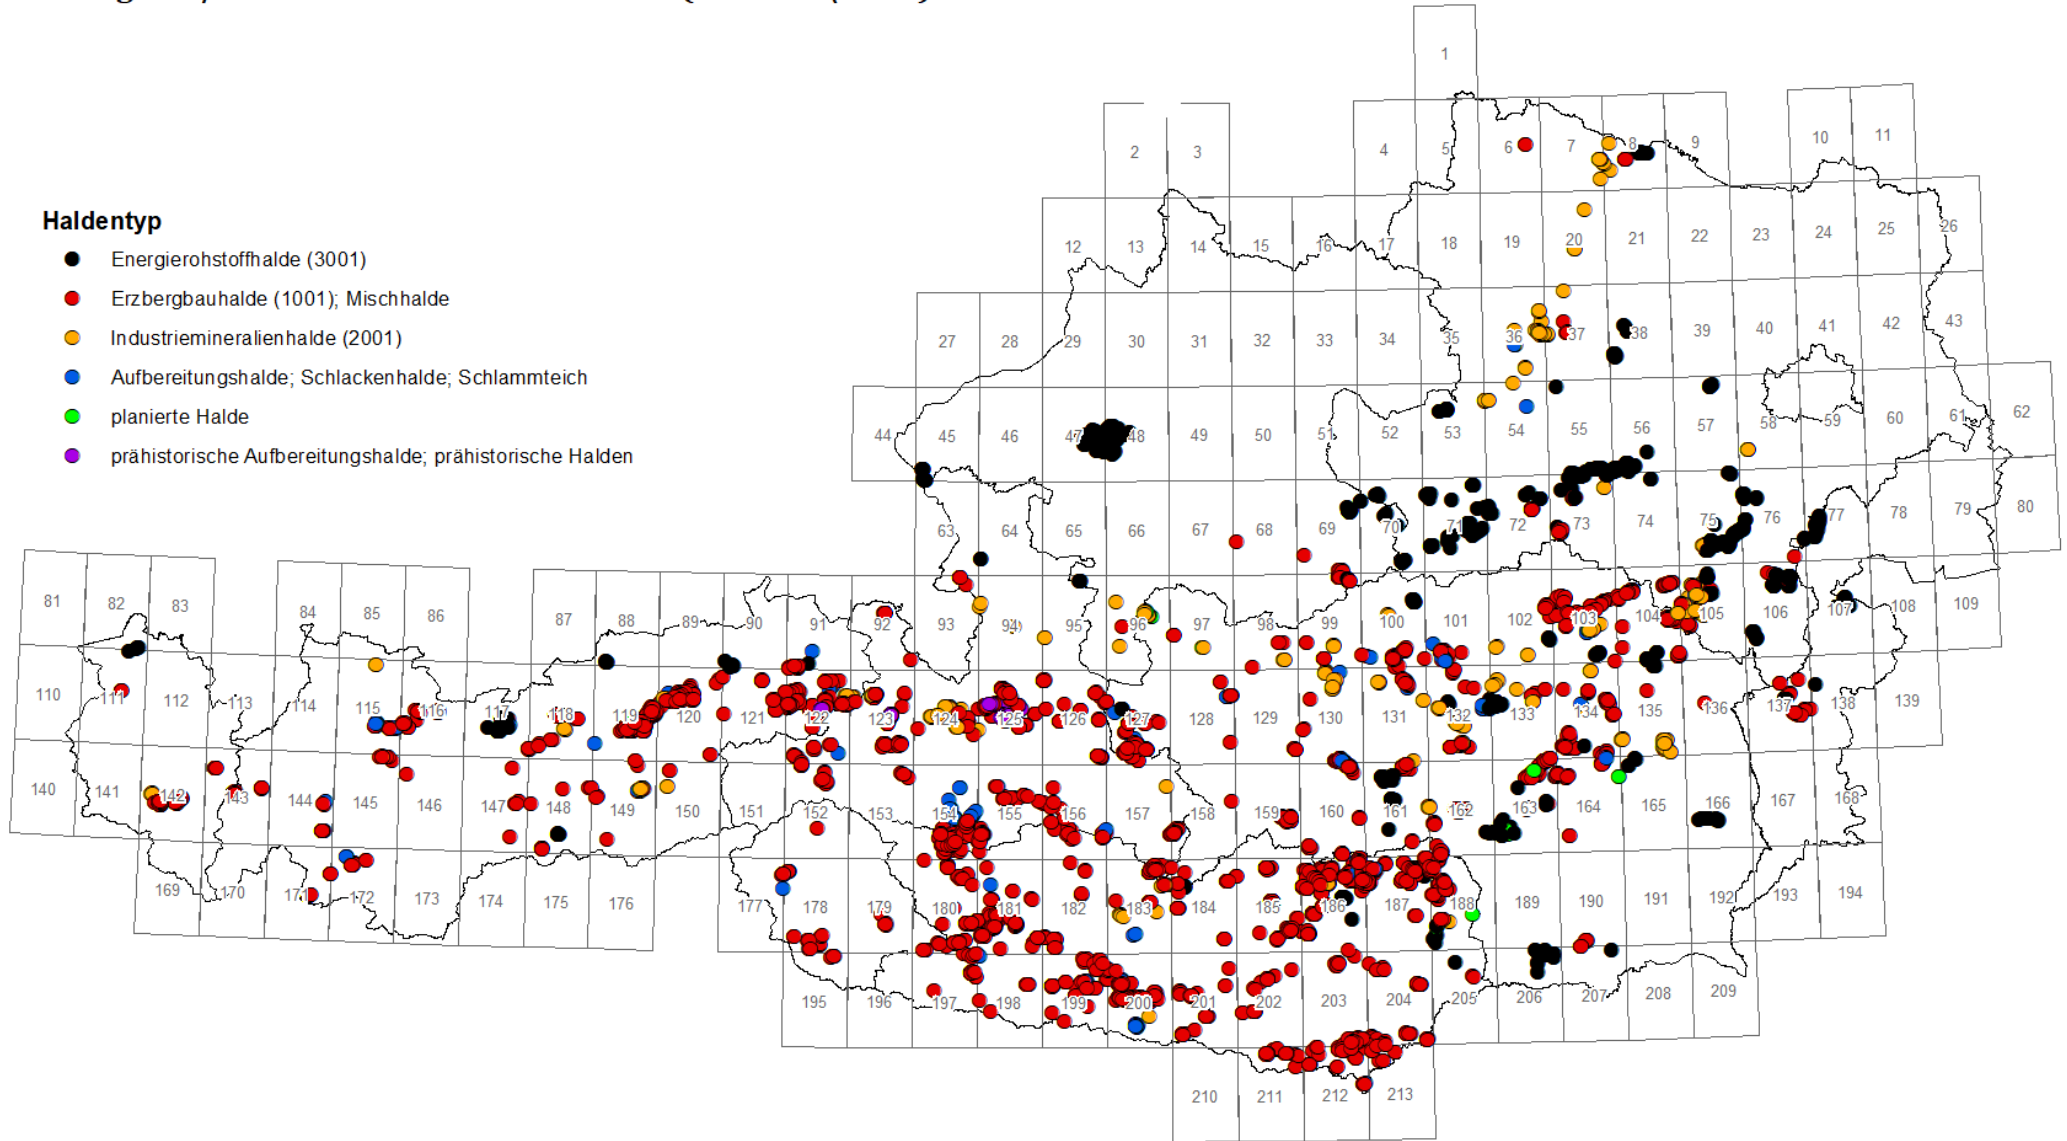 Haldentyp
Energierohstoffhalde (3001)
Erzbergbauhalde (1001); Mischhalde
Industriemineralienhalde (2001)
Aufbereitungshalde; Schlackenhalde; Schlammteich
planierte Halde
prähistorische Aufbereitungshalde; prähistorische Halden
1
2 3 4 5 6 7 8 9 10 11
12 13 14 15 16 17 18 19 20 21 22 23 24 25 26
27 28 29 30 31 32 33 34 35 36 37 38 39 40 41 42 43
44 45 46 47 48 49 50 51 52 53 54 55 56 57 58 59 60 61 62
63 64 65 66 67 68 69 70 71 72 73 74 75 76 77 78 79 80
81 82 83 84 85 86 87 88 89 90 91 92 93 94 95 96 97 98 99 100 101 102 103 104 105 106 107 108 109
110 111 112 113 114 115 116 117 118 119 120 121 122 123 124 125 126 127 128 129 130 131 132 133 134 135 136 137 138 139
140 141 142 143 144 145 146 147 148 149 150 151 152 153 154 155 156 157 158 159 160 161 162 163 164 165 166 167 168
169 170 171 172 173 174 175 176 177 178 179 180 181 182 183 184 185 186 187 188 189 190 191 192 193 194
195 196 197 198 199 200 201 202 203 204 205 206 207 208 209
210 211 212 213